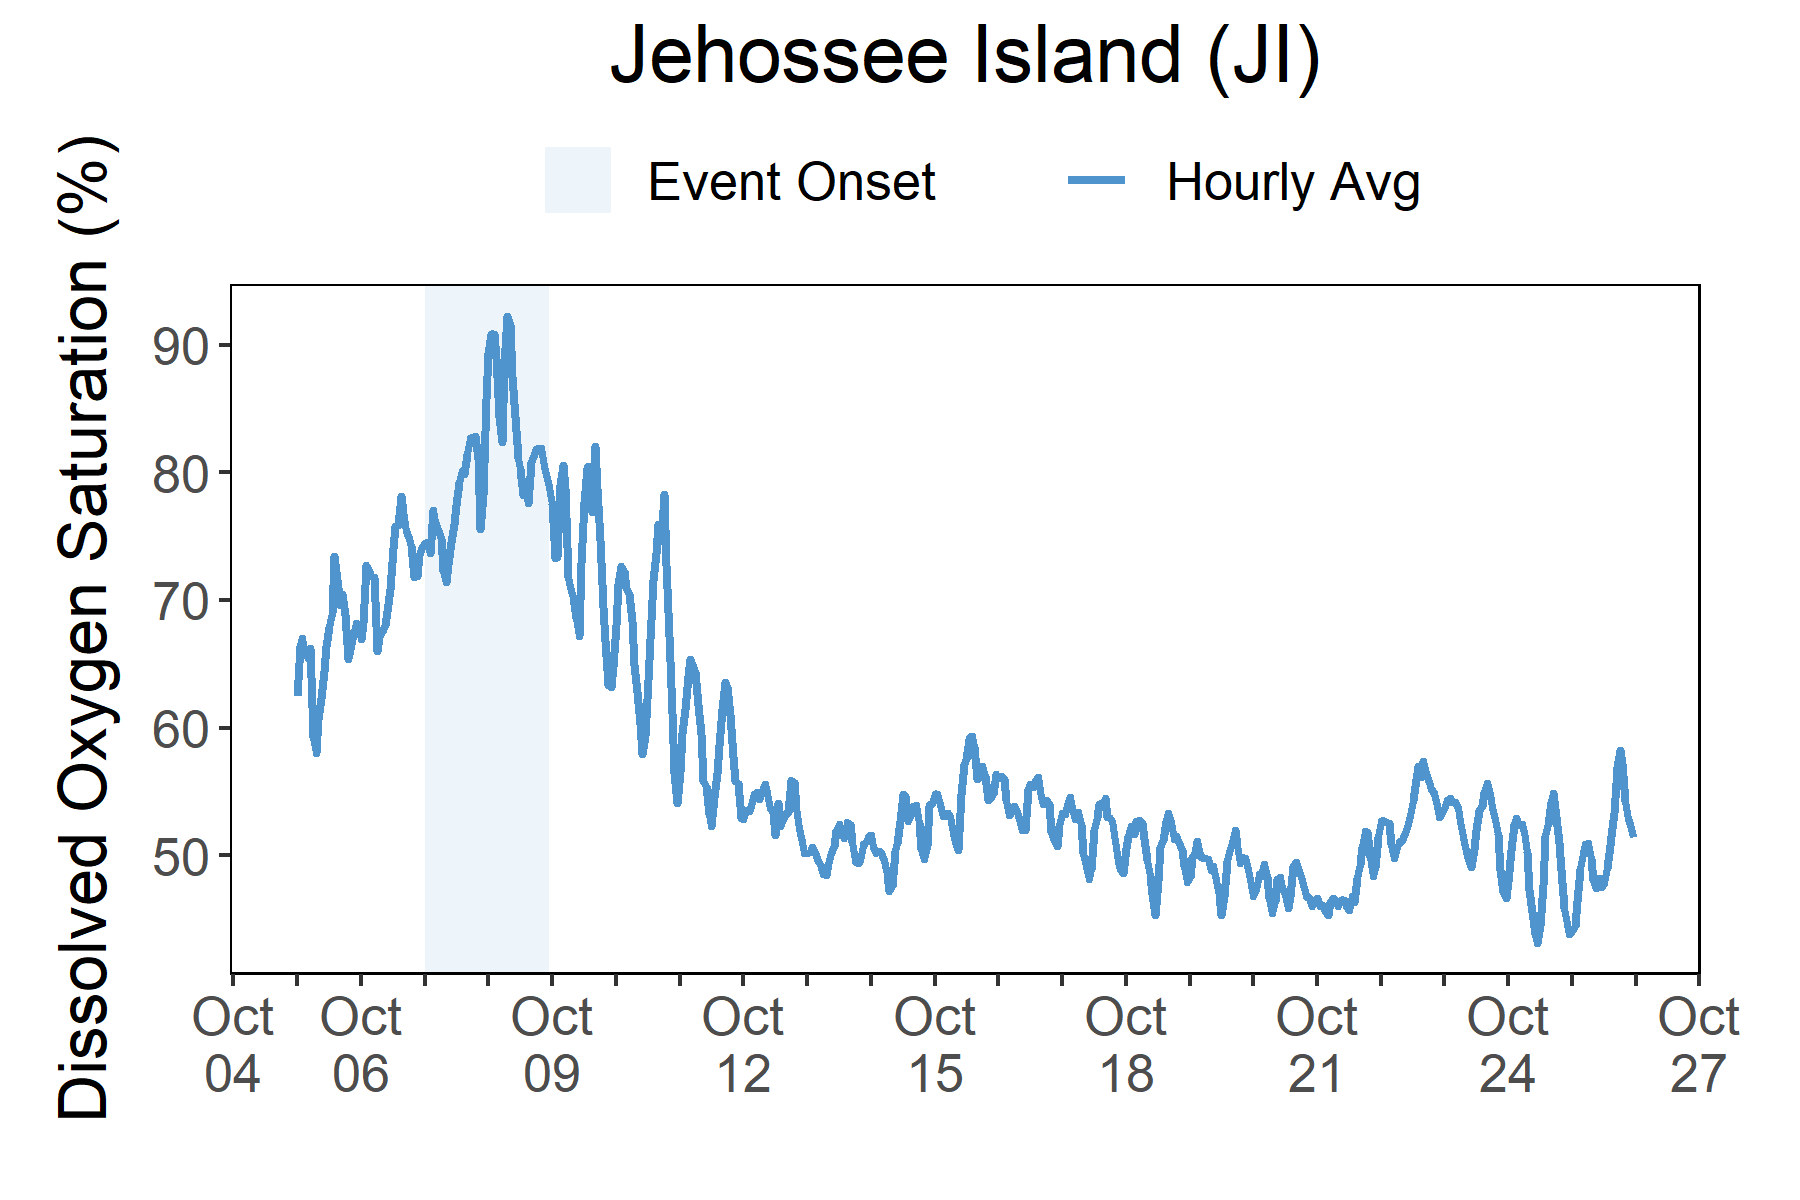 Jehossee Island (JI)
Event Onset
Hourly Avg
Dissolved Oxygen Saturation (%)
90
80
70
60
50
Oct
04
Oct
06
Oct
09
Oct
12
Oct
15
Oct
18
Oct
21
Oct
24
Oct
27